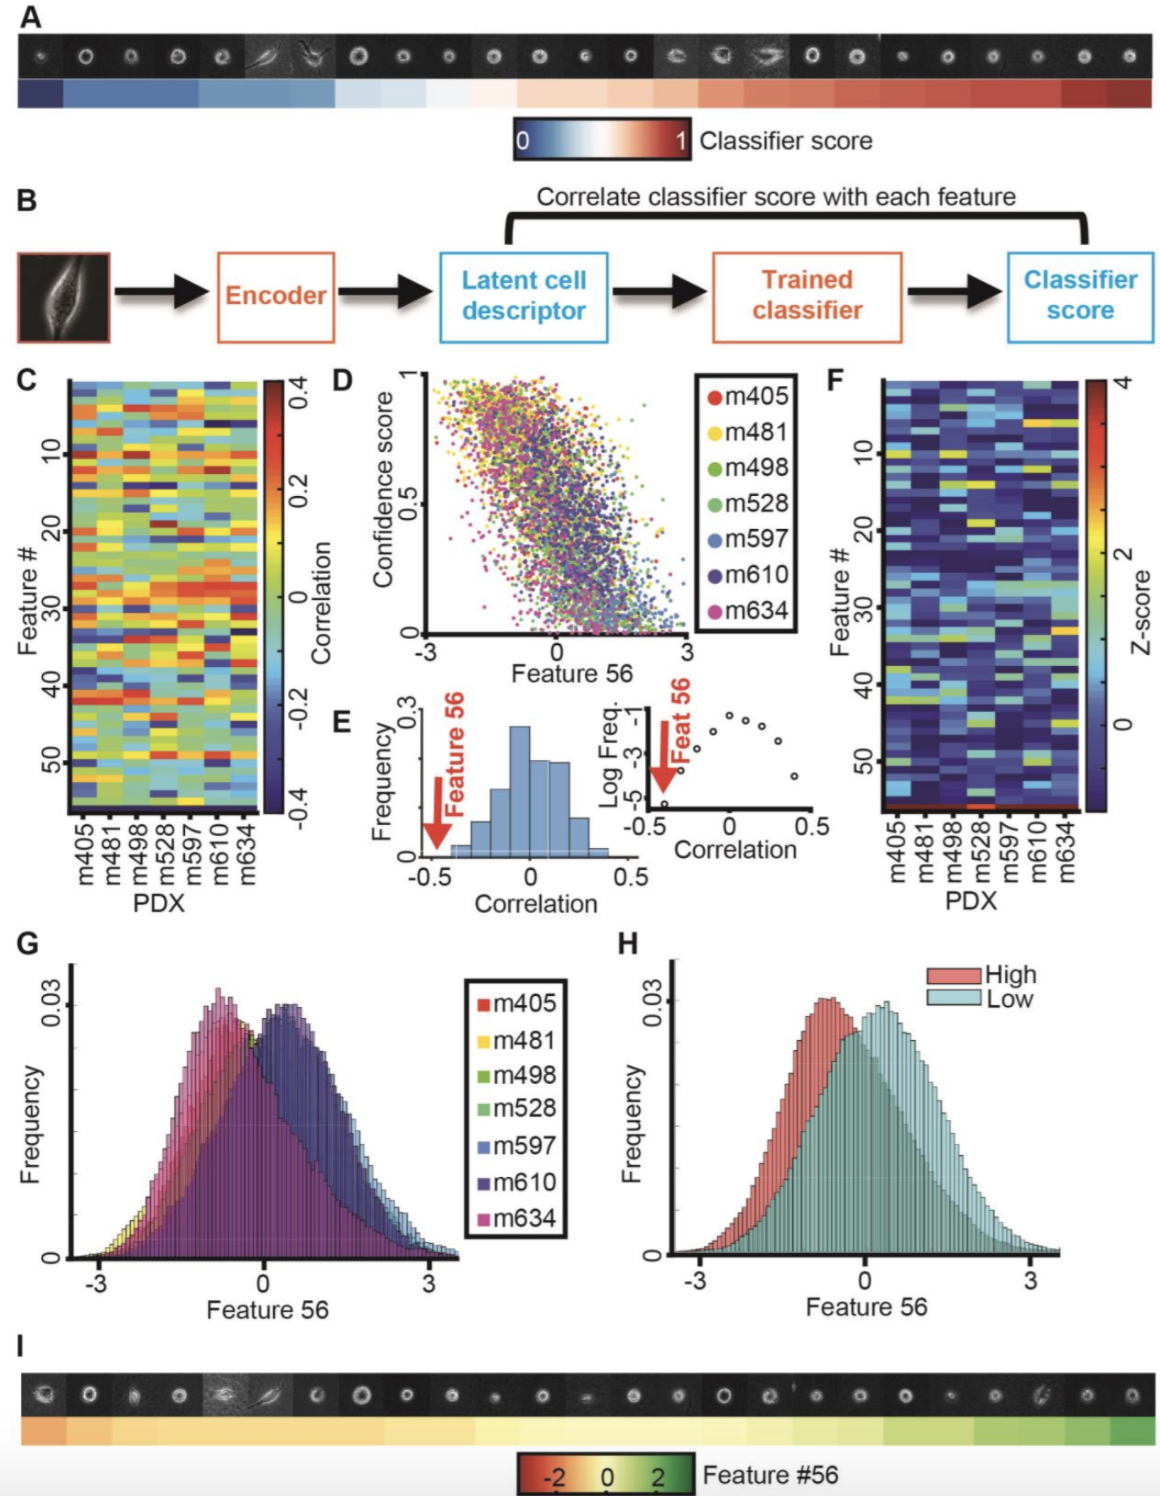 A
0
1
Classifier score
B
Correlate classifier score with each feature
Encoder
Latent cell
descriptor
Trained
classifier
Classifier
score
C
Feature #
10
20
30
40
50
m405
m481
m498
m528
m597
m610
m634
PDX
0.4
0.2
0
-0.2
-0.4
Correlation
D
Confidence score
1
0.5
0
-3
0
3
Feature 56
m405
m481
m498
m528
m597
m610
m634
E
Frequency
0.3
0
Feature 56
-0.5
0
0.5
Correlation
Log Freq.
-1
-3
-5
Feat 56
-0.5
0
0.5
Correlation
F
Feature #
10
20
30
40
50
m405
m481
m498
m528
m597
m610
m634
PDX
4
2
0
Z-score
G
Frequency
0.03
0
-3
0
3
Feature 56
m405
m481
m498
m528
m597
m610
m634
H
Frequency
0.03
0
-3
0
3
Feature 56
High
Low
I
-2
0
2
Feature #56